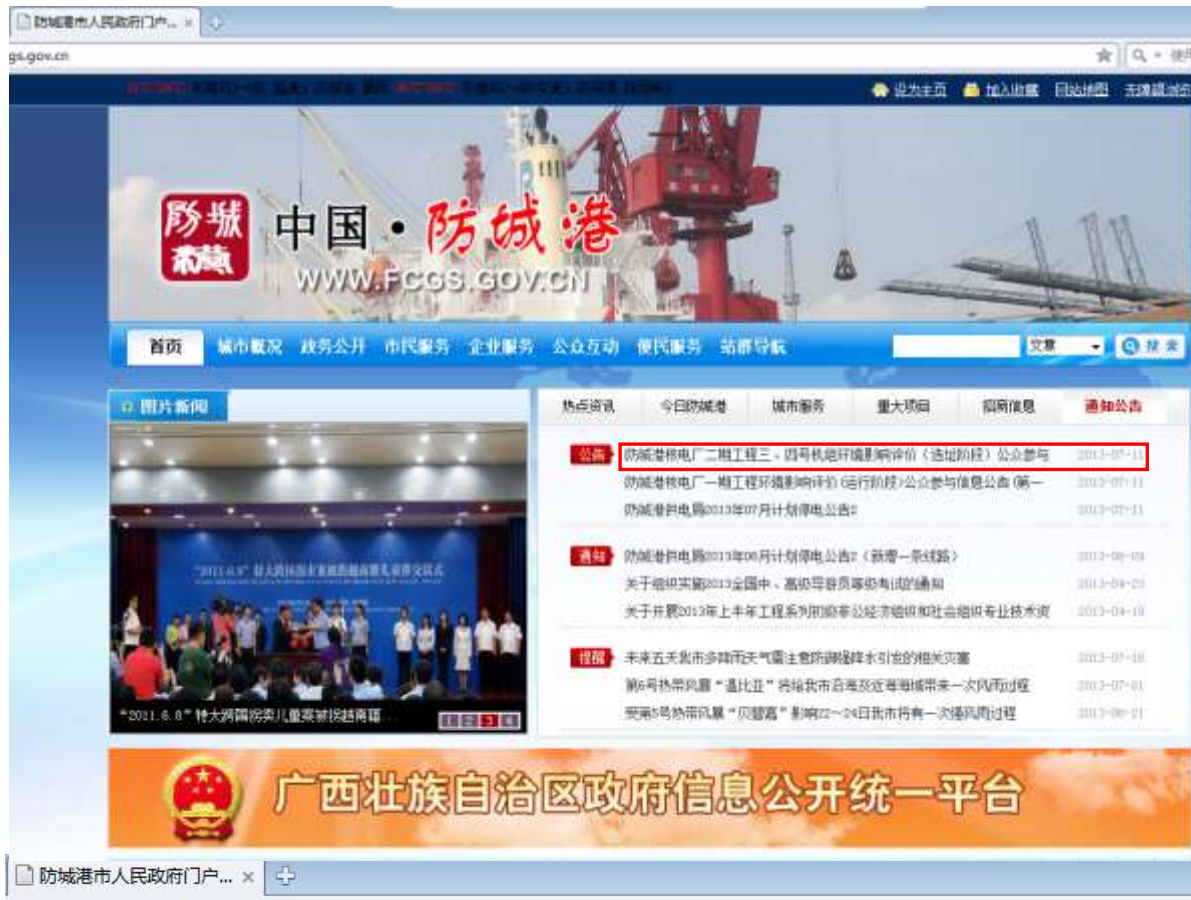 防城港市人民政府门户... ×
gs.gov.cn
设为主页 加入收藏 网站地图 无障碍浏览
防城
中国·防城港
WWW.FCGS.GOV.CN
首页 城市概况 政务公开 市民服务 企业服务 公众互动 便民服务 站群导航 文章 搜索
图片新闻
热点资讯 今日防城港 城市服务 重大项目 招商信息 通知公告
公告 防城港核电厂二期工程三、四号机组环境影响评价（选址阶段）公众参与 2013-07-11
防城港核电厂一期工程环境影响评价(运行阶段)公众参与信息公告(第一 2013-07-11
防城港供电局2013年07月计划停电公告2 2013-07-11
通知 防城港供电局2013年06月计划停电公告2（新增一条线路）
关于组织实施2013全国中、高级导游员等级考试的通知 2013-04-23
关于开展2013年上半年工程系列初级非公经济组织和社会组织专业技术资
提醒 未来五天我市多降雨天气需注意防御强降水引发的相关灾害
第6号热带风暴“温比亚”将给我市沿海及近海海域带来一次风雨过程 2013-07-01
受第5号热带风暴“贝碧嘉”影响22～24日我市将有一次强风雨过程 2013-06-21
"2011.6.8"特大跨国拐卖儿童案被拐越南籍...
1 2 3 4
广西壮族自治区政府信息公开统一平台
防城港市人民政府门户... ×